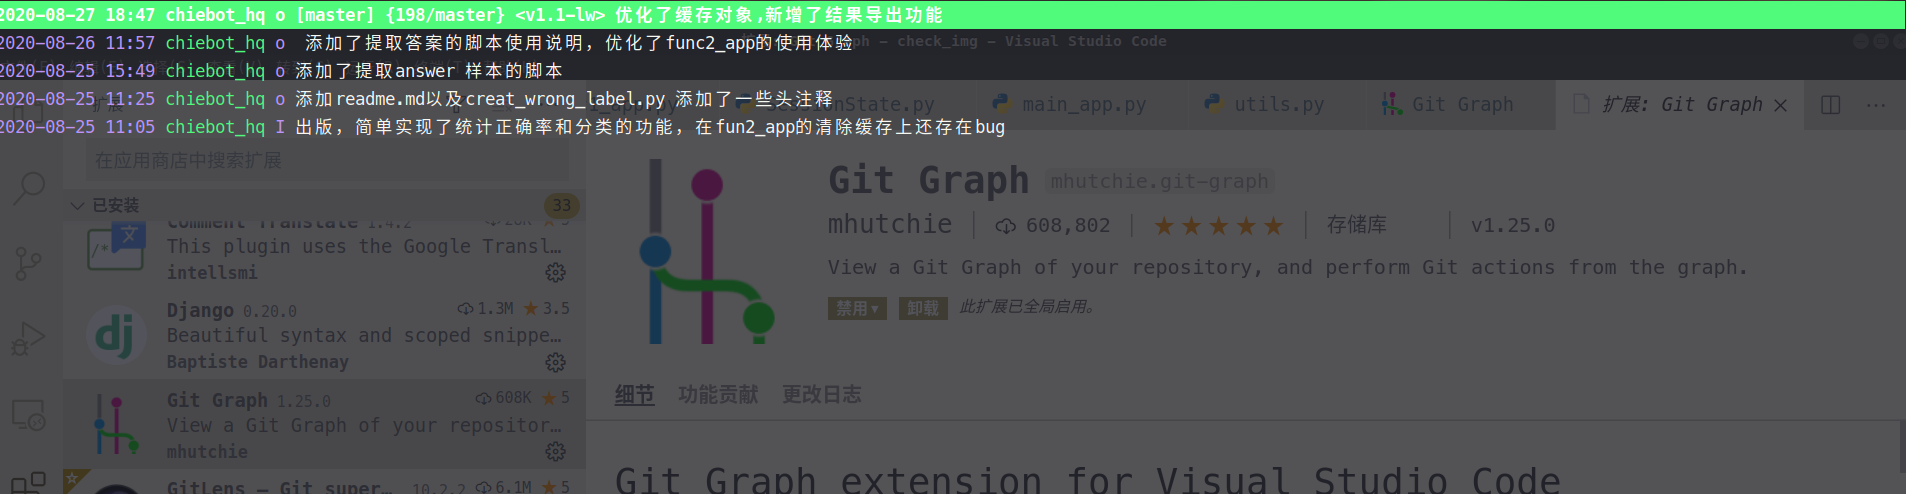 2020-08-27 18:47 chiebot_hq o [master] {198/master} <v1.1-lw> 优化了缓存对象,新增了结果导出功能
2020-08-26 11:57 chiebot_hq o 添加了提取答案的脚本使用说明，优化了func2_app的使用体验
- check_img - Visual Studio Code
2020-08-25 15:49 chiebot_hq o 添加了提取answer 样本的脚本
2020-08-25 11:25 chiebot_hq o 添加readme.md以及creat_wrong_label.py 添加了一些头注释
main_app.py
utils.py
Git Graph
扩展: Git Graph
2020-08-25 11:05 chiebot_hq I 出版，简单实现了统计正确率和分类的功能，在fun2_app的清除缓存上还存在bug
在应用商店中搜索扩展
已安装 33
Comment Translate 1.4.2
This plugin uses the Google Transl...
intellsmi
Django 0.20.0 1.3M 3.5
Beautiful syntax and scoped snippe...
Baptiste Darthenay
Git Graph 1.25.0 608K 5
View a Git Graph of your repositor...
mhutchie
GitLens — Git super... 10.2.2 6.1M 5
Git Graph mhutchie.git-graph
mhutchie 608,802 存储库 v1.25.0
View a Git Graph of your repository, and perform Git actions from the graph.
禁用 卸载 此扩展已全局启用。
细节 功能贡献 更改日志
Git Graph extension for Visual Studio Code